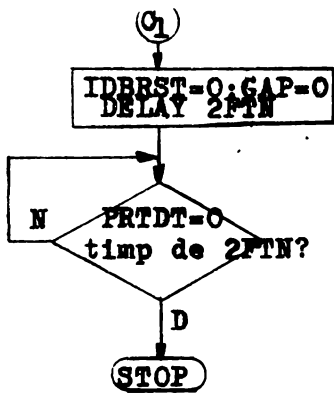 C1
IDBRST=0:GAP=0
DELAY 2FTN
PRTDT=0
N
timp de 2FTN?
D
STOP